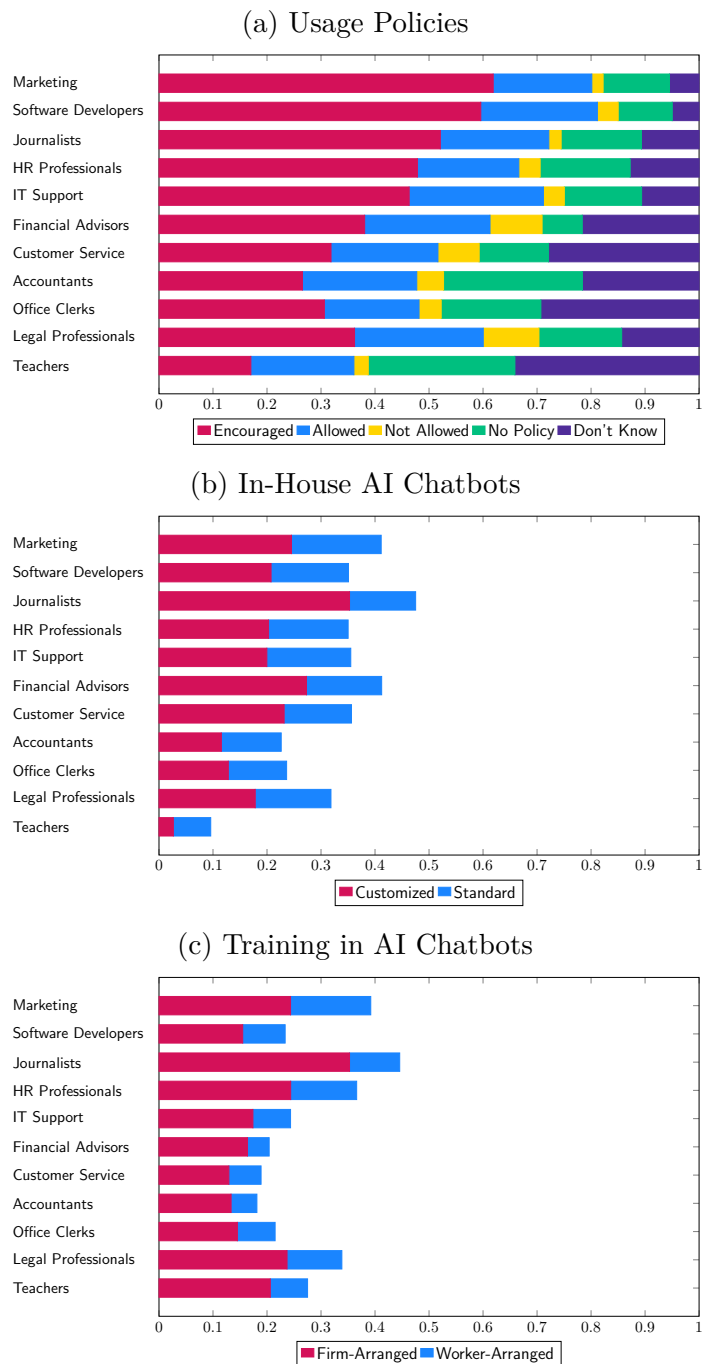 (a) Usage Policies
Marketing
Software Developers
Journalists
HR Professionals
IT Support
Financial Advisors
Customer Service
Accountants
Office Clerks
Legal Professionals
Teachers
0 0.1 0.2 0.3 0.4 0.5 0.6 0.7 0.8 0.9 1
Encouraged Allowed Not Allowed No Policy Don't Know
(b) In-House AI Chatbots
Marketing
Software Developers
Journalists
HR Professionals
IT Support
Financial Advisors
Customer Service
Accountants
Office Clerks
Legal Professionals
Teachers
0 0.1 0.2 0.3 0.4 0.5 0.6 0.7 0.8 0.9 1
Customized Standard
(c) Training in AI Chatbots
Marketing
Software Developers
Journalists
HR Professionals
IT Support
Financial Advisors
Customer Service
Accountants
Office Clerks
Legal Professionals
Teachers
0 0.1 0.2 0.3 0.4 0.5 0.6 0.7 0.8 0.9 1
Firm-Arranged Worker-Arranged